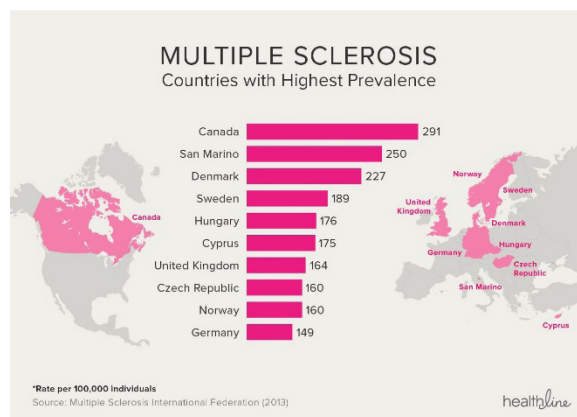 MULTIPLE SCLEROSIS
Countries with Highest Prevalence
Canada 291
San Marino 250
Denmark 227
Sweden 189
Hungary 176
Cyprus 175
United Kingdom 164
Czech Republic 160
Norway 160
Germany 149
Canada
Norway
Sweden
United
Kingdom
Denmark
Germany
Hungary
Czech
Republic
San Marino
Cyprus
*Rate per 100,000 individuals
Source: Multiple Sclerosis International Federation (2013)
healthline